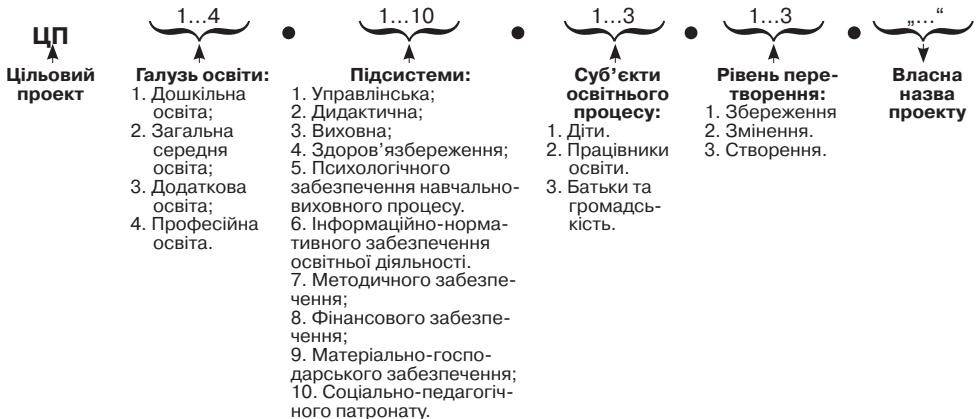 ЦП 1...4 • 1...10 • 1...3 • 1...3 • „...“
Цільовий
проект
Галузь освіти:
1. Дошкільна
освіта;
2. Загальна
середня
освіта;
3. Додаткова
освіта;
4. Професійна
освіта.
Підсистеми:
1. Управлінська;
2. Дидактична;
3. Виховна;
4. Здоров’язбереження;
5. Психологічного
забезпечення навчально-
виховного процесу.
6. Інформаційно-норма-
тивного забезпечення
освітньої діяльності.
7. Методичного забезпе-
чення;
8. Фінансового забезпе-
чення;
9. Матеріально-госпо-
дарського забезпечення;
10. Соціально-педагогіч-
ного патронату.
Суб’єкти
освітнього
процесу:
1. Діти.
2. Працівники
освіти.
3. Батьки та
громадсь-
кість.
Рівень пере-
творення:
1. Збереження
2. Змінення.
3. Створення.
Власна
назва
проекту